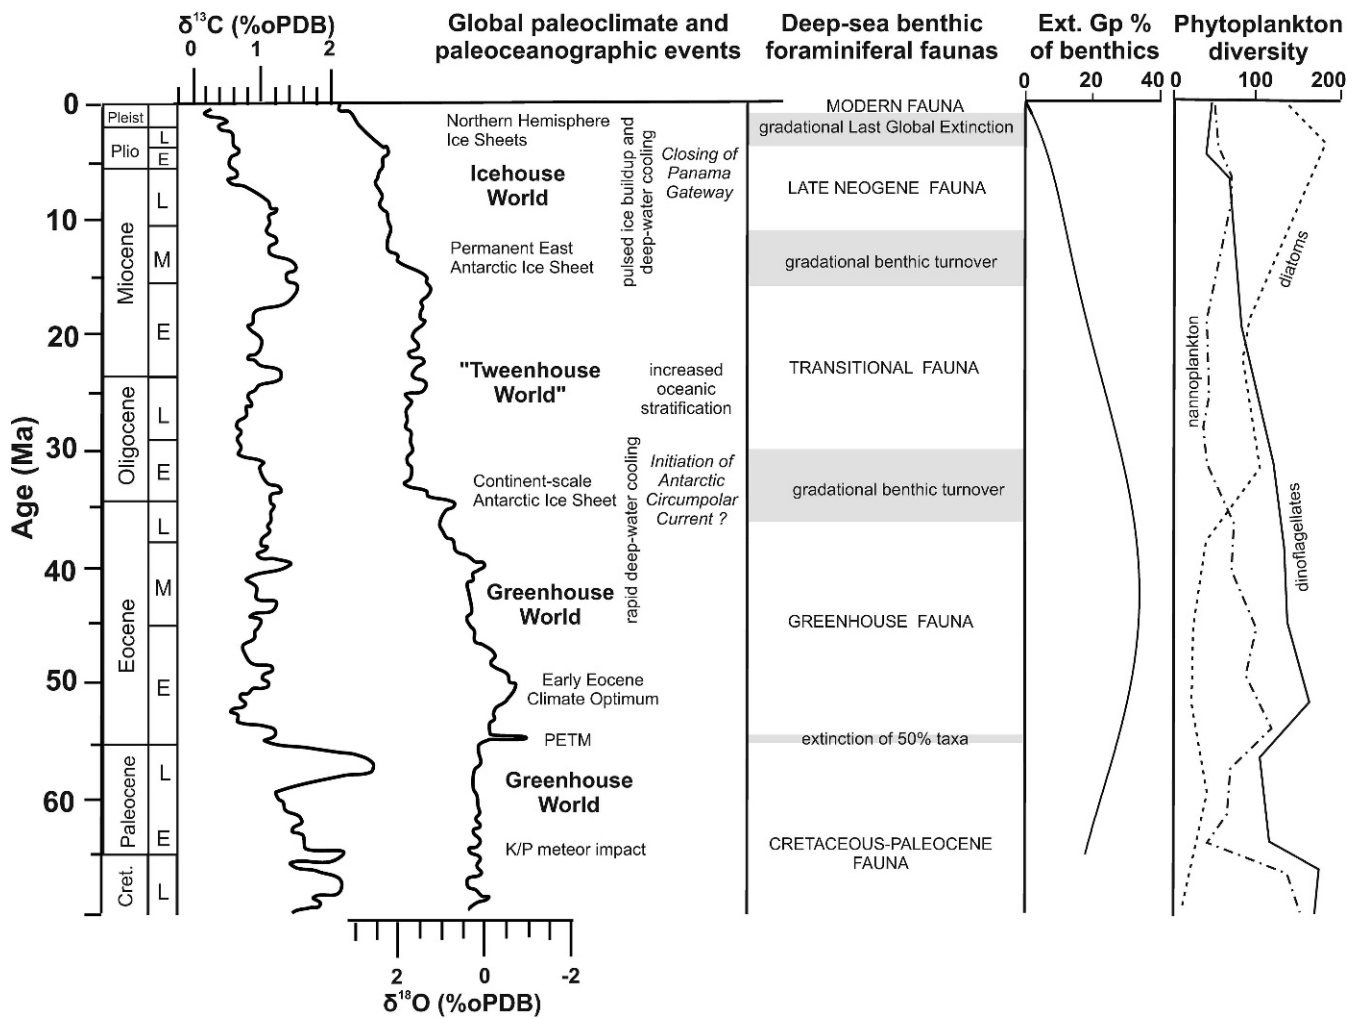 δ¹³C (%oPDB)
0 1 2
Global paleoclimate and
paleoceanographic events
Deep-sea benthic
foraminiferal faunas
Ext. Gp %
of benthics
0 20 40
Phytoplankton
diversity
0 100 200
Age (Ma)
0
10
20
30
40
50
60
Pleist
Plio
Miocene
Oligocene
Eocene
Paleocene
Cret.
L
E
L
M
E
L
E
L
M
E
L
E
L
Northern Hemisphere
Ice Sheets
Icehouse
World
Permanent East
Antarctic Ice Sheet
"Tweenhouse
World"
Continent-scale
Antarctic Ice Sheet
Greenhouse
World
Early Eocene
Climate Optimum
PETM
Greenhouse
World
K/P meteor impact
pulsed ice buildup and
deep-water cooling
Closing of
Panama
Gateway
increased
oceanic
stratification
rapid deep-water cooling
Initiation of
Antarctic
Circumpolar
Current ?
MODERN FAUNA
gradational Last Global Extinction
LATE NEOGENE FAUNA
gradational benthic turnover
TRANSITIONAL FAUNA
gradational benthic turnover
GREENHOUSE FAUNA
extinction of 50% taxa
CRETACEOUS-PALEOCENE
FAUNA
diatoms
nannoplankton
dinoflagellates
2 0 -2
δ¹⁸O (%oPDB)